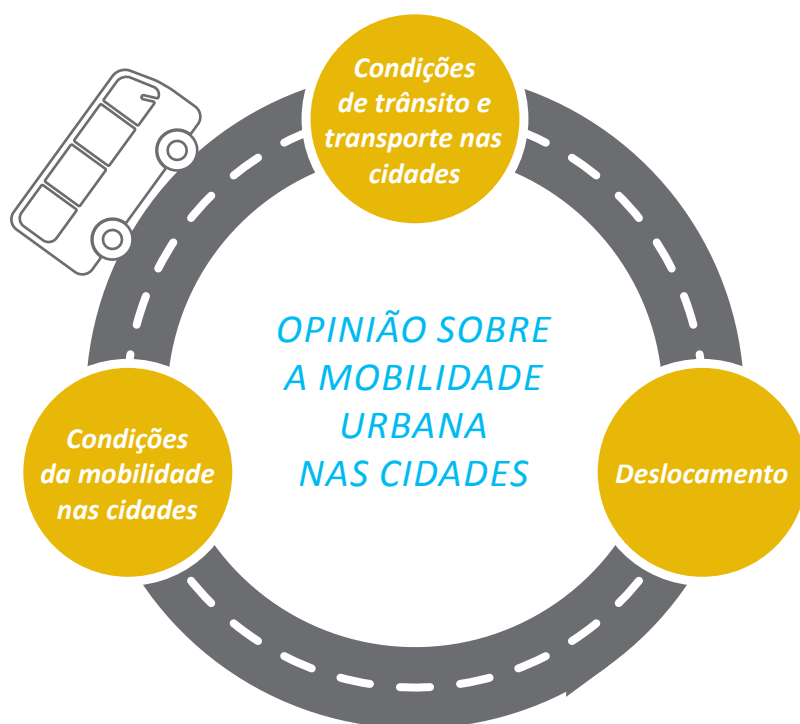 Condições
de trânsito e
transporte nas
cidades
OPINIÃO SOBRE
A MOBILIDADE
URBANA
NAS CIDADES
Condições
da mobilidade
nas cidades
Deslocamento